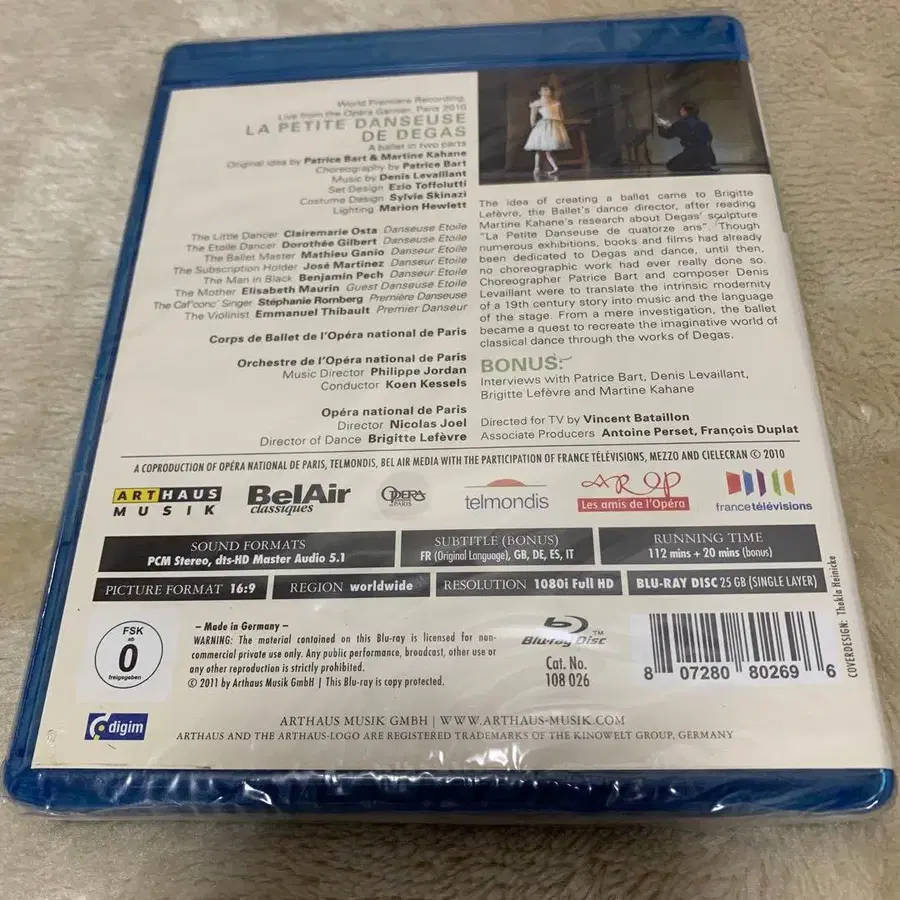 World Premiere Recording,
Live from the Opéra Garnier, Paris 2010
LA PETITE DANSEUSE
DE DEGAS
A ballet in two parts
Original idea by Patrice Bart & Martine Kahane
Choreography by Patrice Bart
Music by Denis Levaillant
Set Design Ezio Toffolutti
Costume Design Sylvie Skinazi
Lighting Marion Hewlett
The Little Dancer Clairemarie Osta Danseuse Etoile
The Etoile Dancer Dorothée Gilbert Danseuse Etoile
The Ballet Master Mathieu Ganio Danseur Etoile
The Subscription Holder José Martinez Danseur Etoile
The Man in Black Benjamin Pech Danseur Etoile
The Mother Elisabeth Maurin Guest Danseuse Etoile
The Caf'conc' Singer Stéphanie Romberg Première Danseuse
The Violinist Emmanuel Thibault Premier Danseur
Corps de Ballet de l'Opéra national de Paris
Orchestre de l'Opéra national de Paris
Music Director Philippe Jordan
Conductor Koen Kessels
Opéra national de Paris
Director Nicolas Joel
Director of Dance Brigitte Lefèvre
The idea of creating a ballet came to Brigitte
Lefèvre, the Ballet's dance director, after reading
Martine Kahane's research about Degas' sculpture
"La Petite Danseuse de quatorze ans". Though
numerous exhibitions, books and films had already
been dedicated to Degas and dance, until then,
no choreographic work had ever really done so.
Choreographer Patrice Bart and composer Denis
Levaillant were to translate the intrinsic modernity
of a 19th century story into music and the language
of the stage. From a mere investigation, the ballet
became a quest to recreate the imaginative world of
classical dance through the works of Degas.
BONUS:
Interviews with Patrice Bart, Denis Levaillant,
Brigitte Lefèvre and Martine Kahane
Directed for TV by Vincent Bataillon
Associate Producers Antoine Perset, François Duplat
A COPRODUCTION OF OPÉRA NATIONAL DE PARIS, TELMONDIS, BEL AIR MEDIA WITH THE PARTICIPATION OF FRANCE TÉLÉVISIONS, MEZZO AND CIELECRAN © 2010
ARTHAUS
MUSIK
BelAir
classiques
OPERA
PARIS
telmondis
AROP
Les amis de l'Opéra
francetélévisions
SOUND FORMATS
PCM Stereo, dts-HD Master Audio 5.1
SUBTITLE (BONUS)
FR (Original Language), GB, DE, ES, IT
RUNNING TIME
112 mins + 20 mins (bonus)
PICTURE FORMAT 16:9
REGION worldwide
RESOLUTION 1080i Full HD
BLU-RAY DISC 25 GB (SINGLE LAYER)
FSK
ab
0
freigegeben
– Made in Germany –
WARNING: The material contained on this Blu-ray is licensed for non-
commercial private use only. Any public performance, broadcast, other use or
any other reproduction is strictly prohibited.
© 2011 by Arthaus Musik GmbH | This Blu-ray is copy protected.
Blu-ray Disc™
Cat. No.
108 026
8 07280 80269 6
COVERDESIGN: Thekla Heinicke
digim
ARTHAUS MUSIK GMBH | WWW.ARTHAUS-MUSIK.COM
ARTHAUS AND THE ARTHAUS-LOGO ARE REGISTERED TRADEMARKS OF THE KINOWELT GROUP, GERMANY